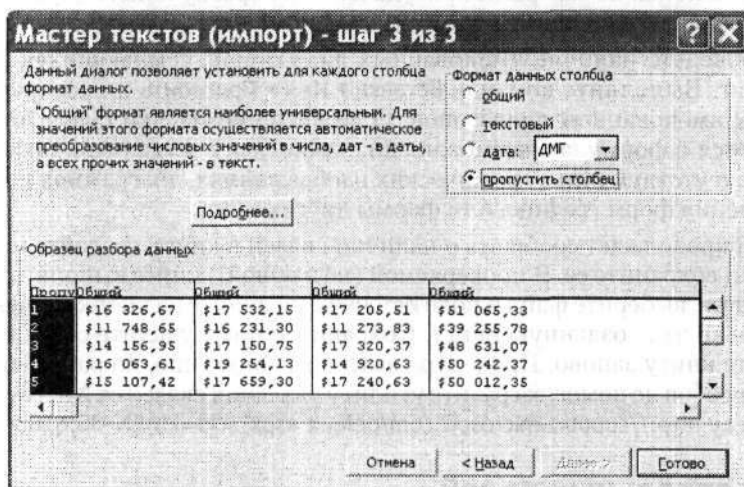 Мастер текстов (импорт) - шаг 3 из 3
Данный диалог позволяет установить для каждого столбца
формат данных.
"Общий" формат является наиболее универсальным. Для
значений этого формата осуществляется автоматическое
преобразование числовых значений в числа, дат - в даты,
а всех прочих значений - в текст.
Подробнее...
Формат данных столбца
общий
текстовый
дата: ДМГ
пропустить столбец
Образец разбора данных
Пропу Общий Общий Общий Общий
1 $16 326,67 $17 532,15 $17 205,51 $51 065,33
2 $11 748,65 $16 231,30 $11 273,83 $39 255,78
3 $14 156,95 $17 150,75 $17 320,37 $48 631,07
4 $16 063,61 $19 254,13 $14 920,63 $50 242,37
5 $15 107,42 $17 659,30 $17 240,63 $50 012,35
Отмена < Назад Далее > Готово